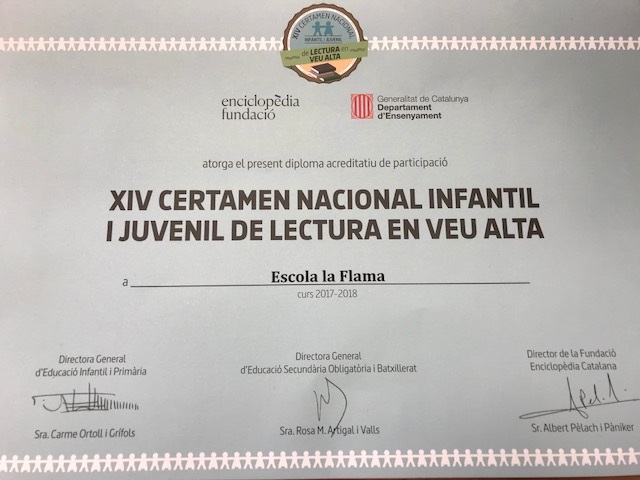 XIV CERTAMEN NACIONAL
INFANTIL I JUVENIL
de LECTURA en
VEU ALTA
enciclopèdia
fundació
Generalitat de Catalunya
Departament
d'Ensenyament
atorga el present diploma acreditatiu de participació
XIV CERTAMEN NACIONAL INFANTIL
I JUVENIL DE LECTURA EN VEU ALTA
a Escola la Flama
curs 2017-2018
Directora General
d'Educació Infantil i Primària
Sra. Carme Ortoll i Grífols
Directora General
d'Educació Secundària Obligatòria i Batxillerat
Sra. Rosa M. Artigal i Valls
Director de la Fundació
Enciclopèdia Catalana
Sr. Albert Pèlach i Pàniker